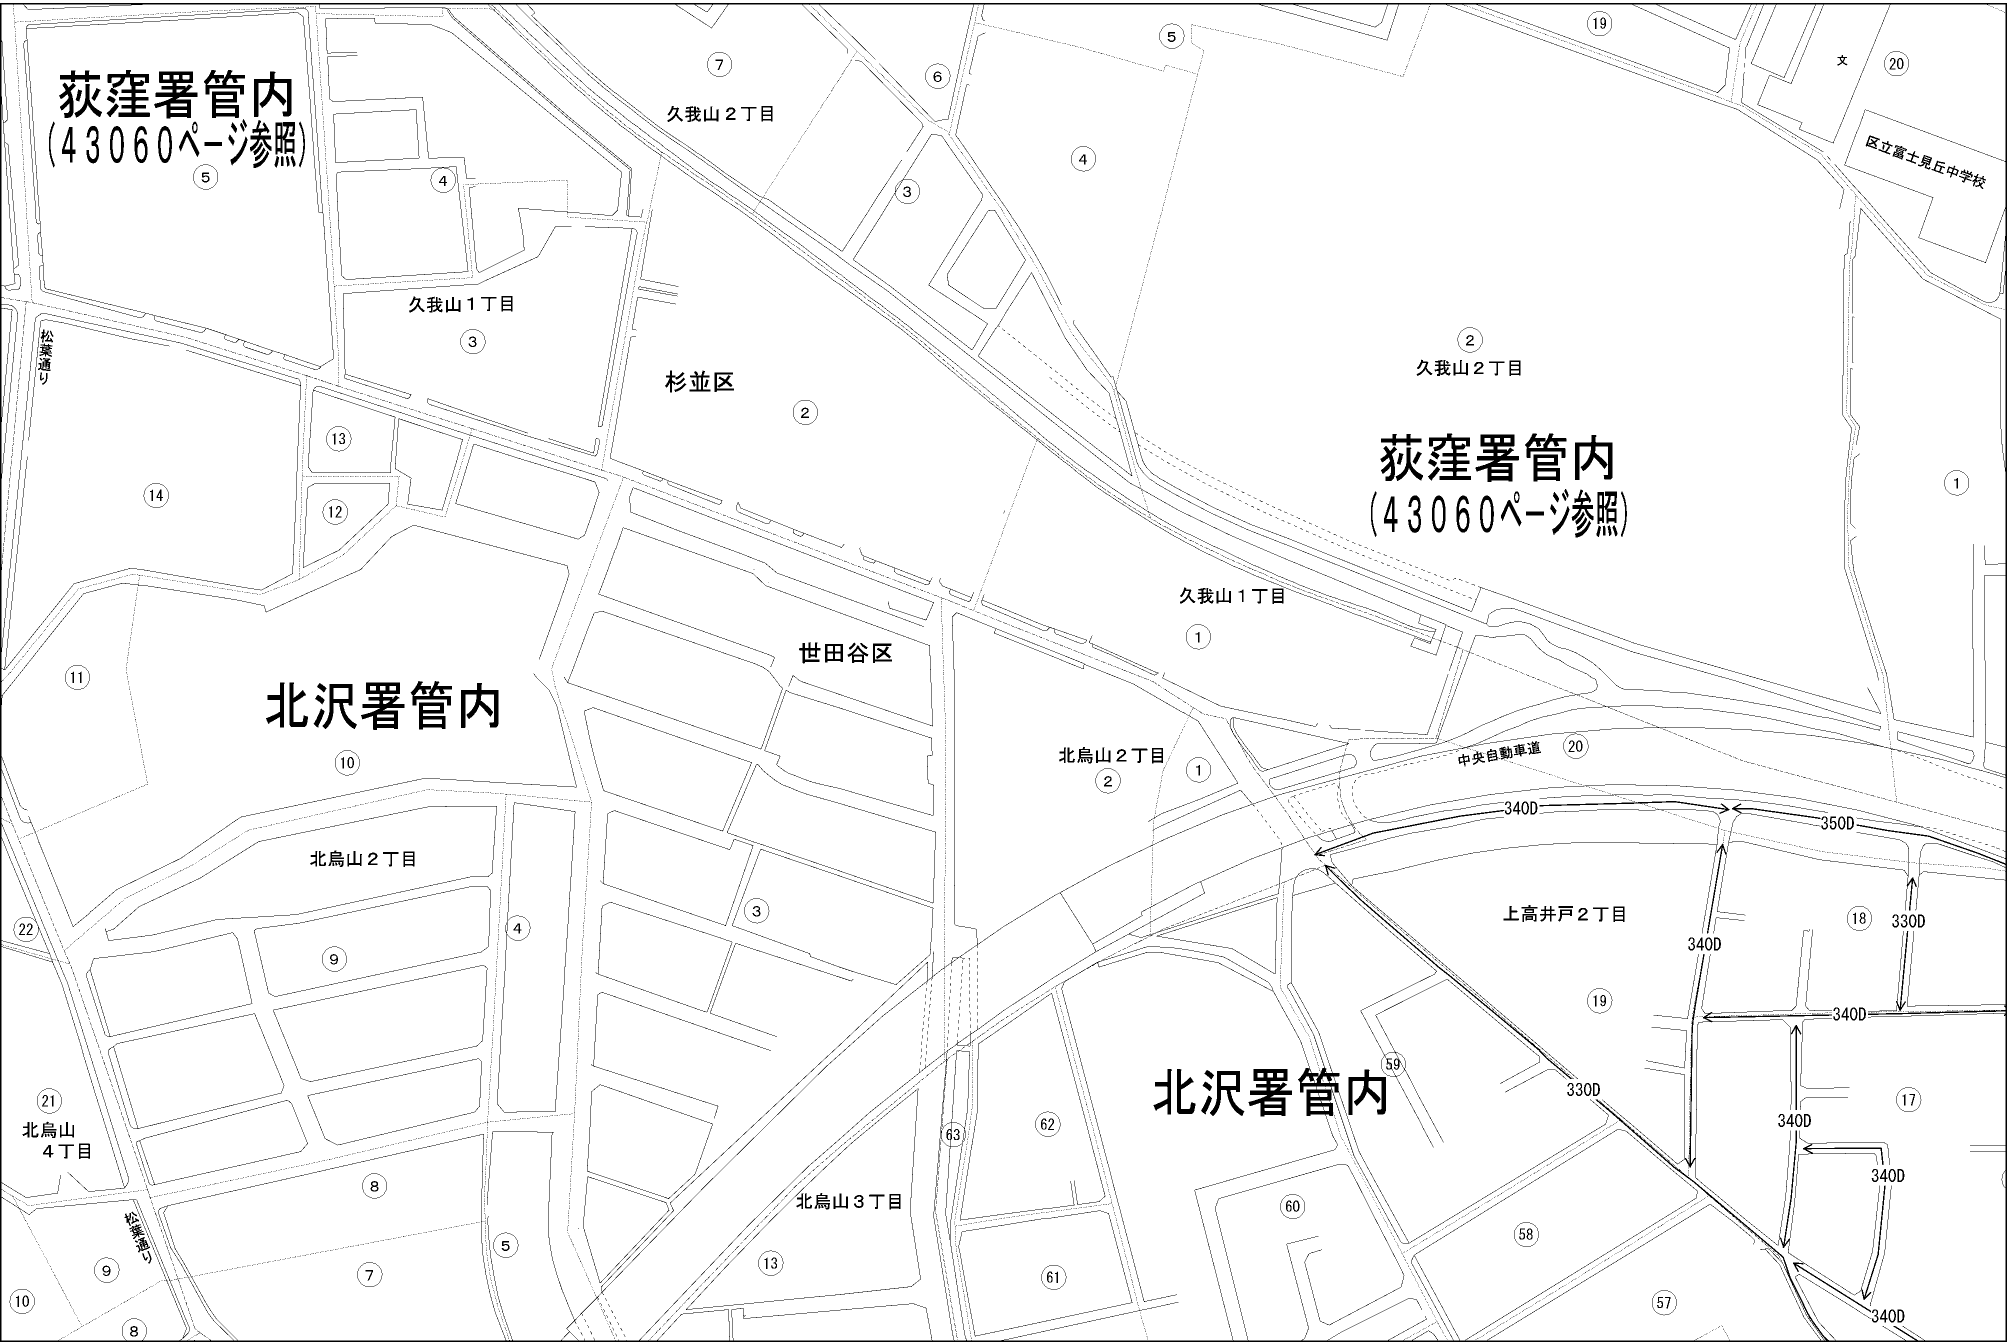 荻窪署管内
(43060ページ参照)
5
4
7
久我山2丁目
6
3
5
4
19
文
20
区立富士見丘中学校
久我山1丁目
3
松葉通り
杉並区
2
2
久我山2丁目
荻窪署管内
(43060ページ参照)
1
13
14
12
久我山1丁目
1
世田谷区
11
北沢署管内
10
北烏山2丁目
2
1
中央自動車道
20
340D
350D
北烏山2丁目
3
4
9
22
上高井戸2丁目
18
330D
340D
19
340D
北沢署管内
59
330D
17
340D
340D
21
北烏山
4丁目
63
62
8
松葉通り
北烏山3丁目
60
58
5
9
7
13
61
10
8
57
340D